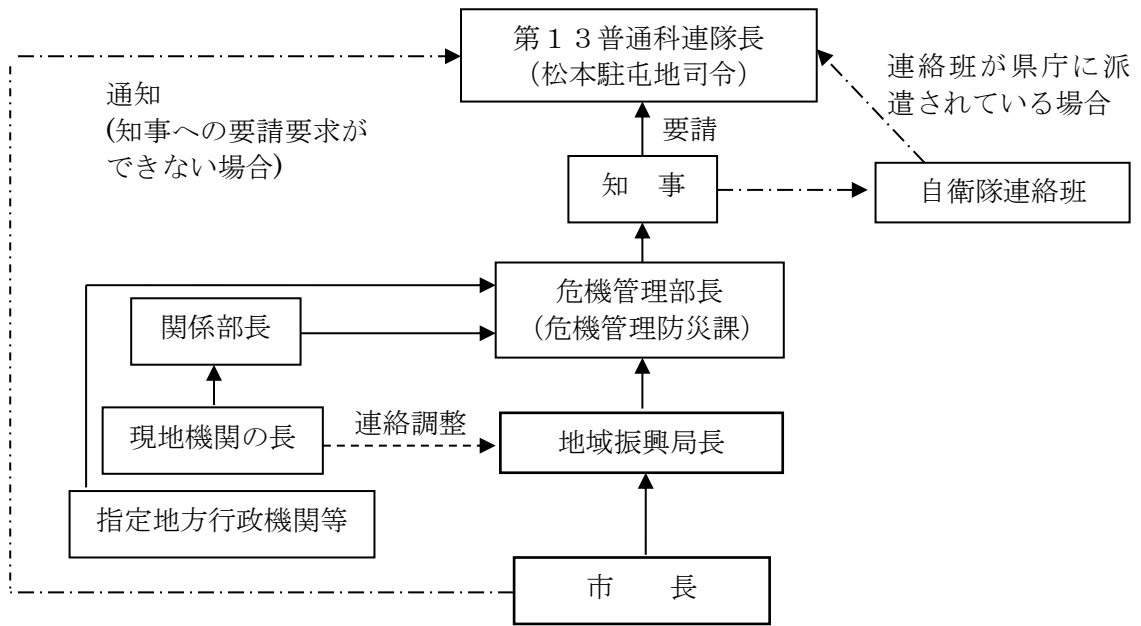 第１３普通科連隊長
（松本駐屯地司令）
連絡班が県庁に派
遣されている場合
通知
(知事への要請要求が
できない場合)
要請
知　事
自衛隊連絡班
危機管理部長
（危機管理防災課）
関係部長
現地機関の長
連絡調整
地域振興局長
指定地方行政機関等
市　　長